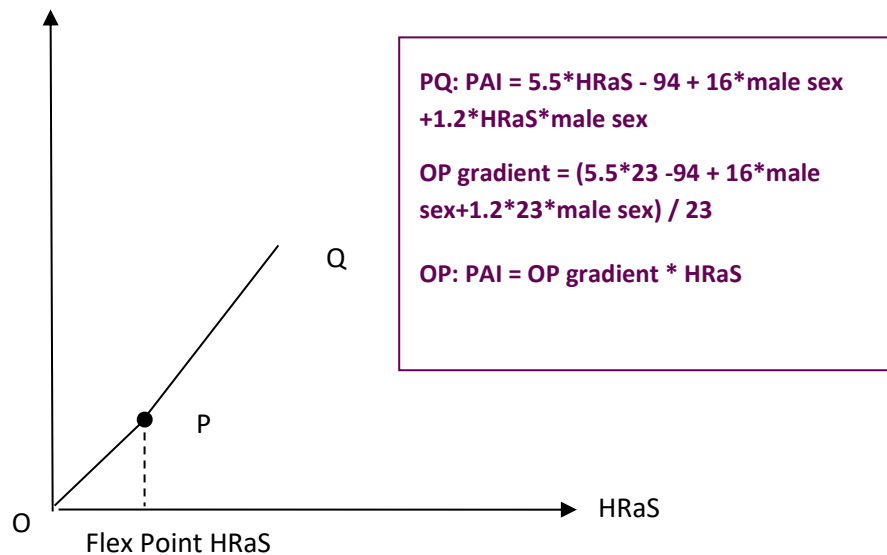 PQ: PAI = 5.5*HRaS - 94 + 16*male sex
+1.2*HRaS*male sex
OP gradient = (5.5*23 -94 + 16*male
sex+1.2*23*male sex) / 23
OP: PAI = OP gradient * HRaS
Q
P
HRaS
O
Flex Point HRaS